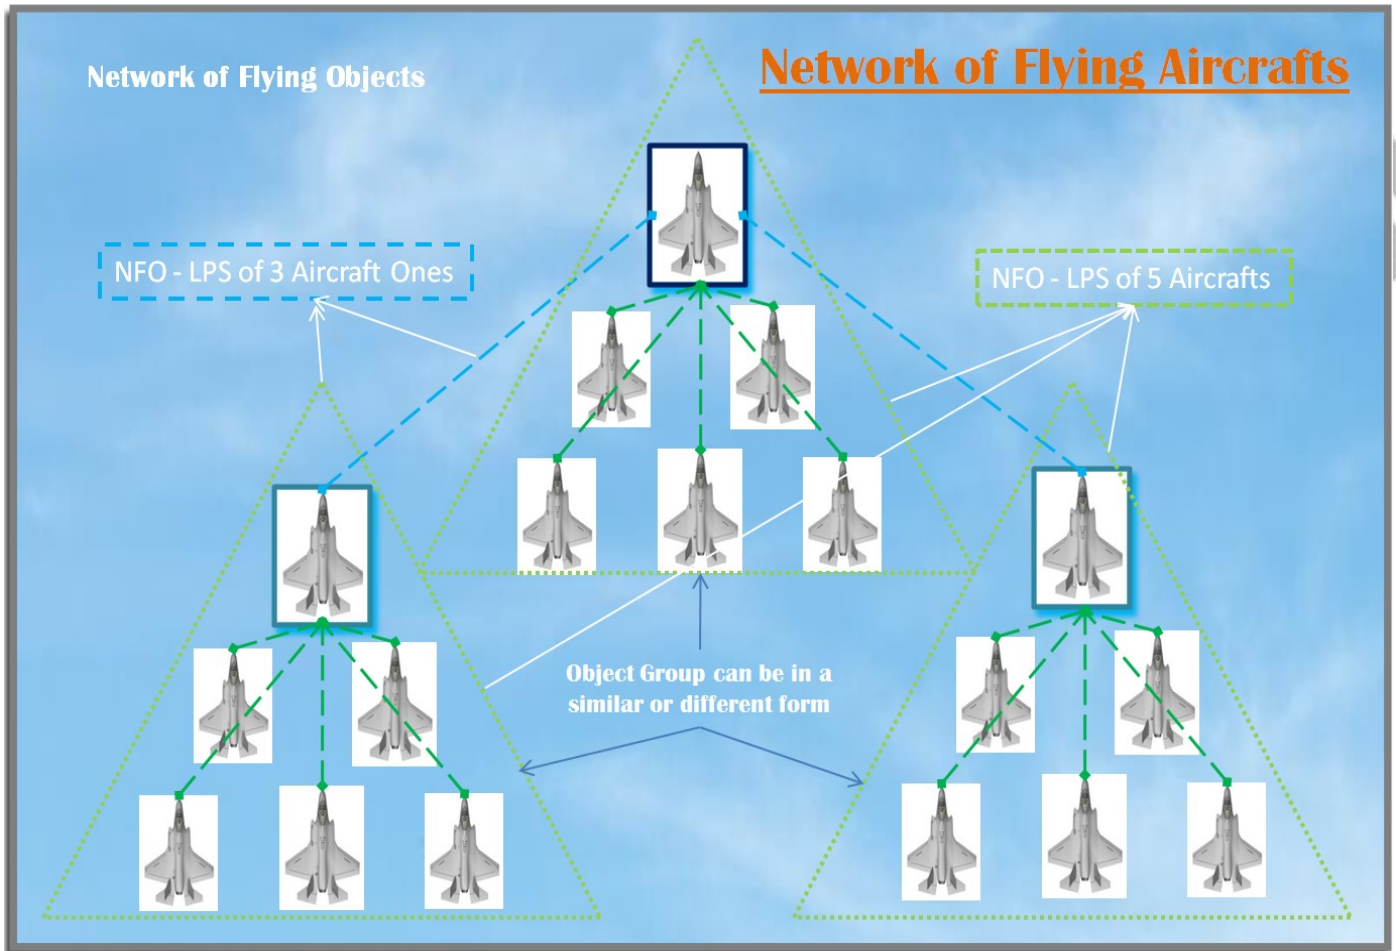 Network of Flying Objects
Network of Flying Aircrafts
NFO - LPS of 3 Aircraft Ones
NFO - LPS of 5 Aircrafts
Object Group can be in a
similar or different form